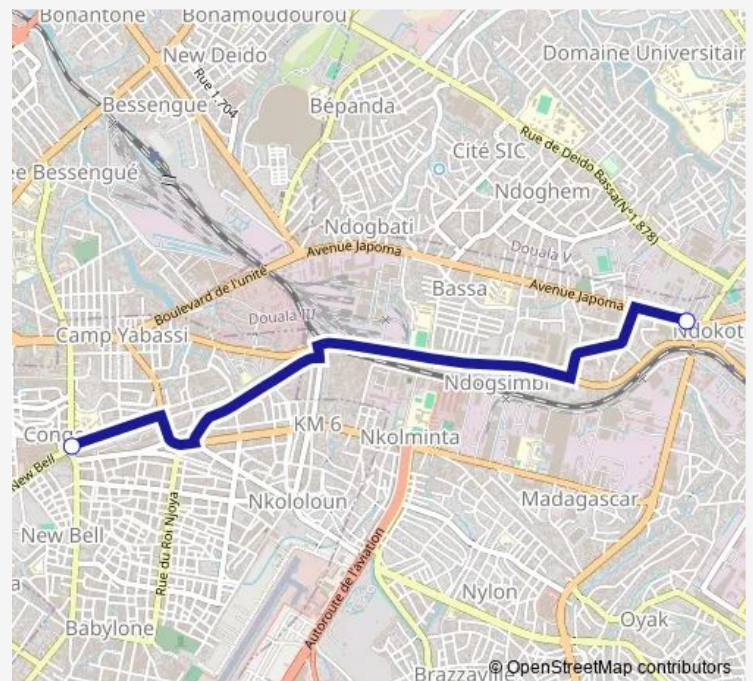 Bonantone
Bonamoudourou
New Deido
Domaine Universitair
Rue 1.704
Bessengue
Bépanda
Rue de Deido Bassa(N°1.878)
Cité SIC
ee Bessengué
Ndoghem
Ndogbati
Avenue Japoma
Douala V
Boulevard de l'unité
Bassa
Avenue Japoma
Douala III
Camp Yabassi
Ndokot
Ndogsimbi
Cong
KM 6
Nkolminta
New Bell
Nkololoun
Madagascar
Rue du Roi Njoya
New Bell
a
Autoroute de l'aviation
Nylon
Oyak
Babylone
Brazzaville
© OpenStreetMap contributors